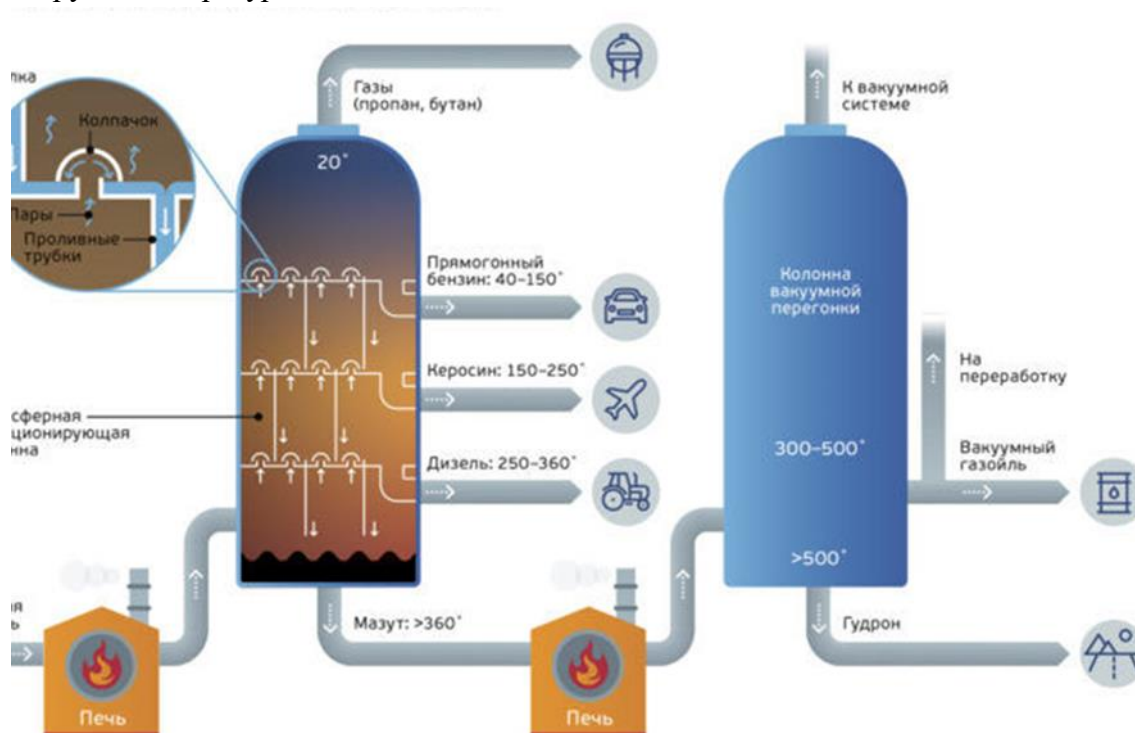 Газы
(пропан, бутан)
К вакуумной
системе
Колпачок
20°
Пары
Проливные
трубки
Прямогонный
бензин: 40-150°
Колонна
вакуумной
перегонки
Керосин: 150-250°
На
переработку
Дизель: 250-360°
300-500°
Вакуумный
газойль
>500°
Мазут: >360°
Гудрон
Печь
Печь